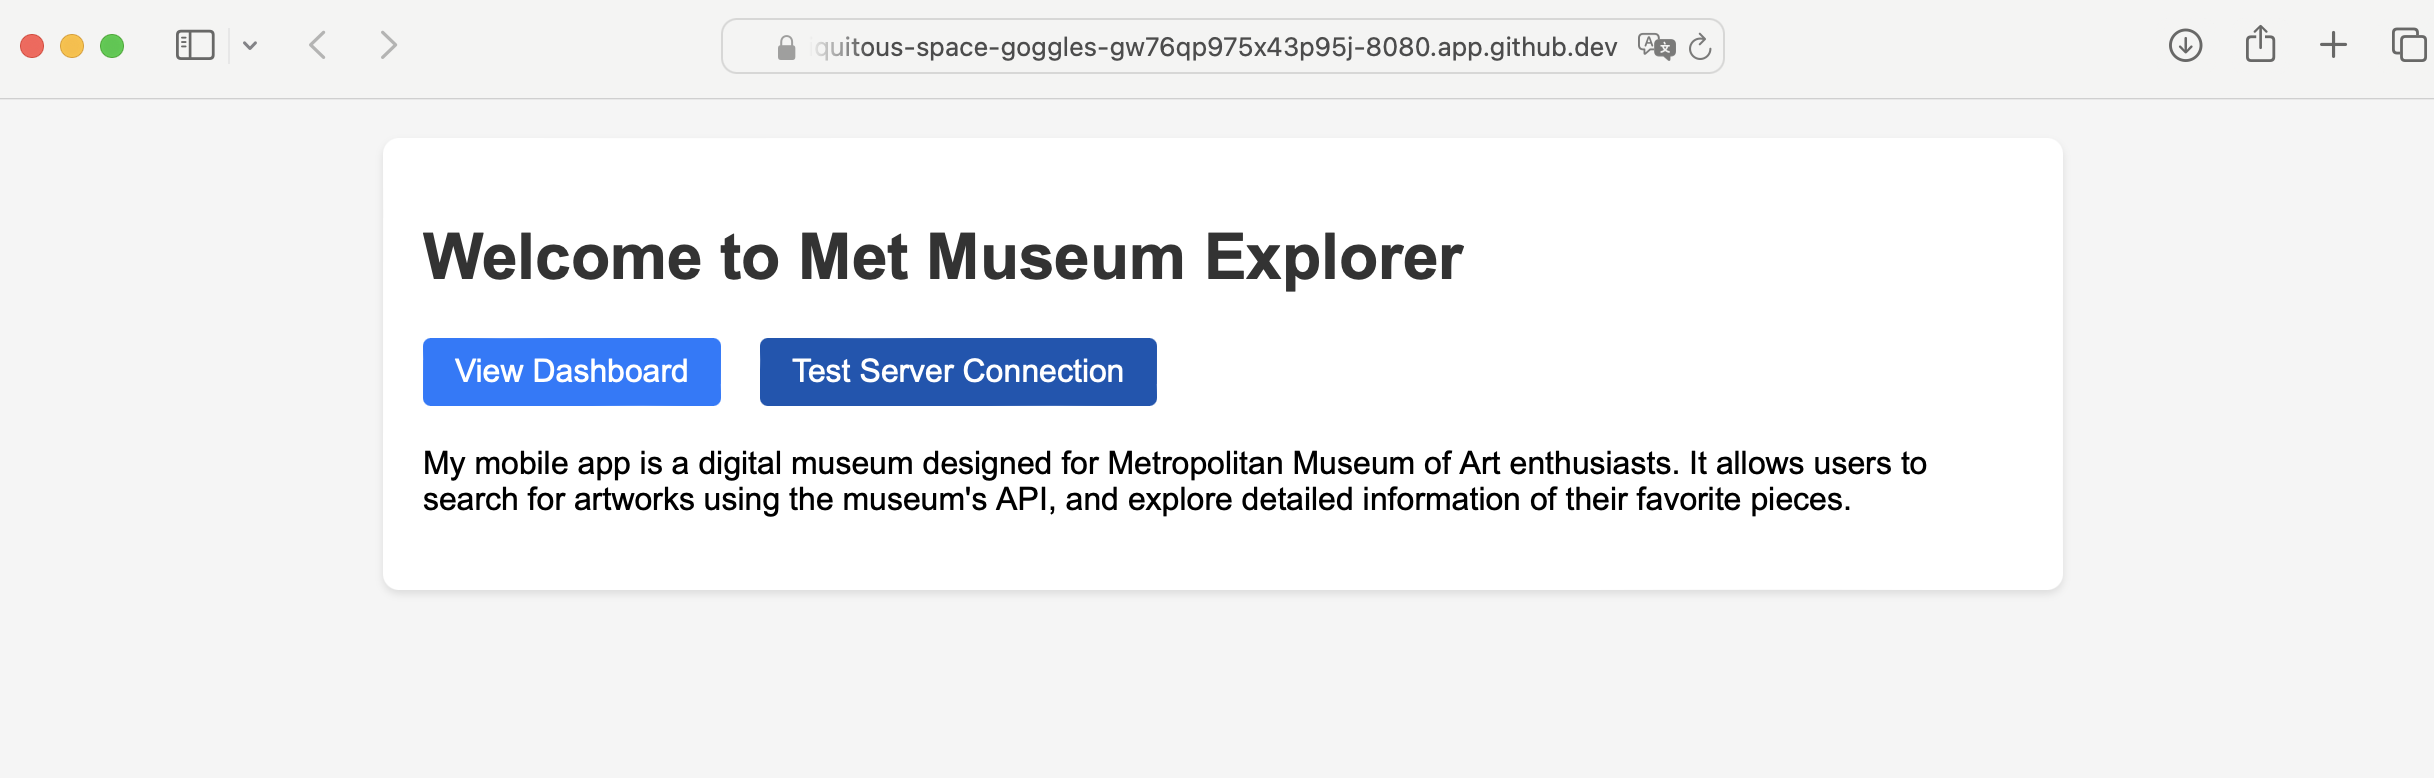 quitous-space-goggles-gw76qp975x43p95j-8080.app.github.dev
Welcome to Met Museum Explorer
View Dashboard
Test Server Connection
My mobile app is a digital museum designed for Metropolitan Museum of Art enthusiasts. It allows users to
search for artworks using the museum's API, and explore detailed information of their favorite pieces.